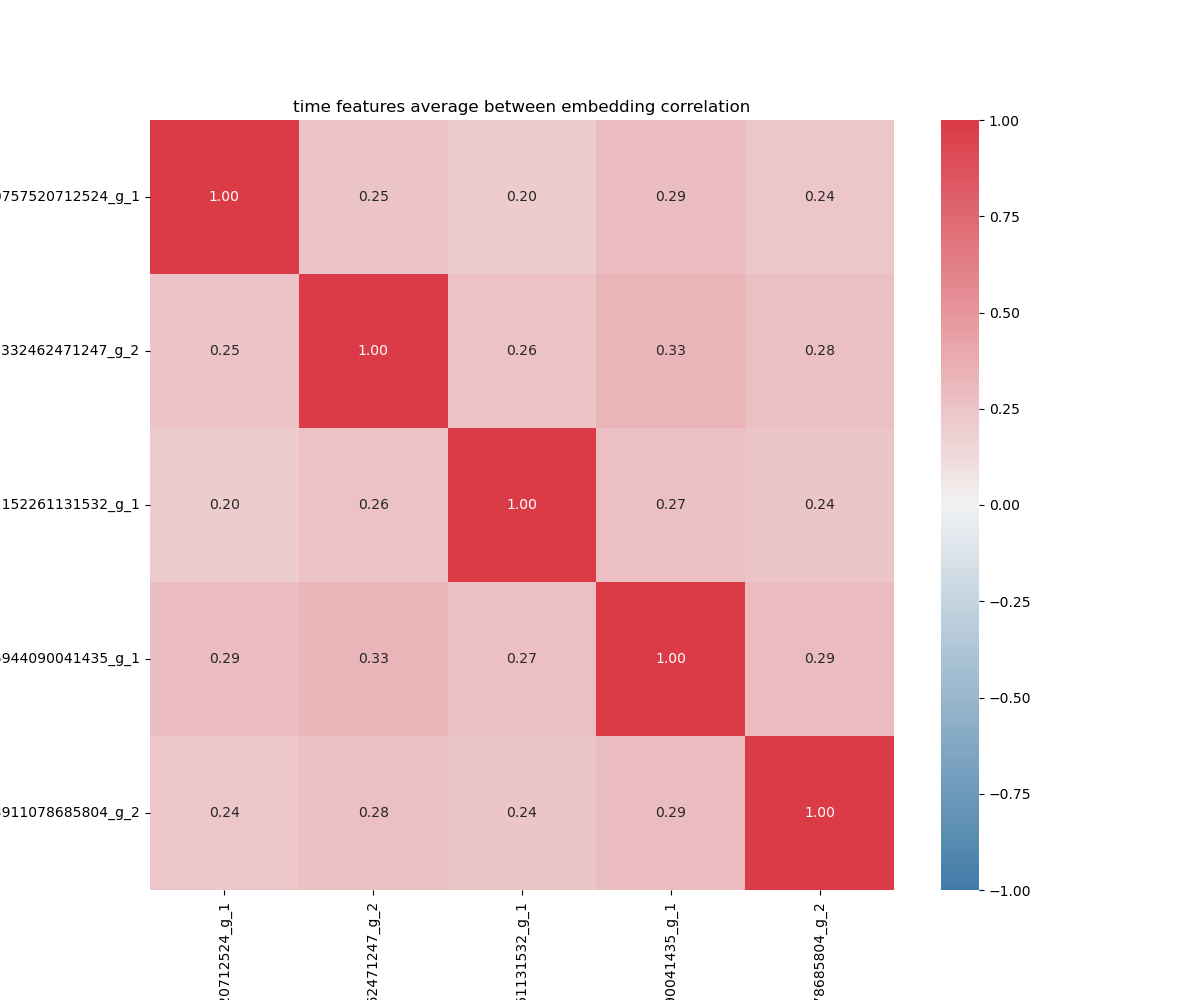 time features average between embedding correlation
757520712524_g_1
1.00 0.25 0.20 0.29 0.24
332462471247_g_2
0.25 1.00 0.26 0.33 0.28
152261131532_g_1
0.20 0.26 1.00 0.27 0.24
944090041435_g_1
0.29 0.33 0.27 1.00 0.29
911078685804_g_2
0.24 0.28 0.24 0.29 1.00
20712524_g_1
2471247_g_2
1131532_g_1
90041435_g_1
78685804_g_2
1.00
0.75
0.50
0.25
0.00
−0.25
−0.50
−0.75
−1.00